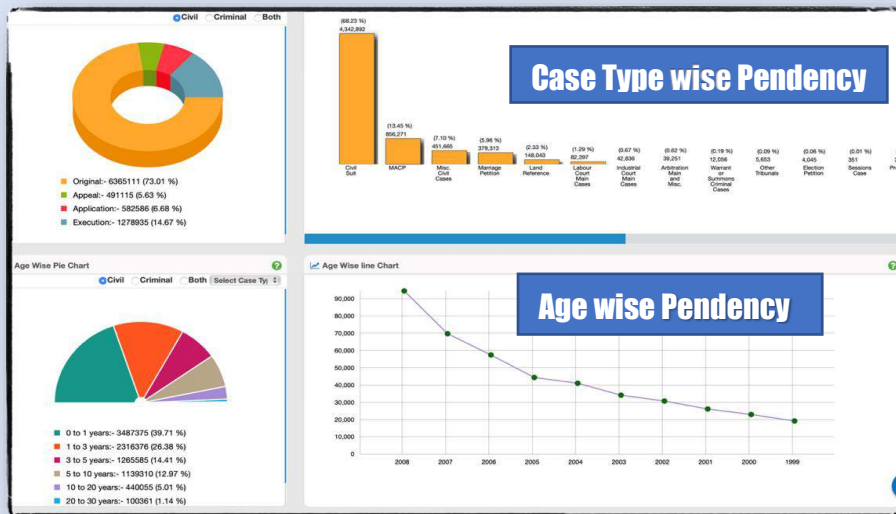 Civil Criminal Both
Original:- 6365111 (73.01 %)
Appeal:- 491115 (5.63 %)
Application:- 582586 (6.68 %)
Execution:- 1278935 (14.67 %)
Case Type wise Pendency
(68.23 %)
4,342,892
(13.45 %)
856,271
(7.10 %)
451,665
(5.96 %)
379,313
(2.33 %)
148,043
(1.29 %)
82,397
(0.67 %)
42,636
(0.62 %)
39,251
(0.19 %)
12,056
(0.09 %)
5,653
(0.06 %)
4,045
(0.01 %)
351
Civil
Suit
MACP
Misc.
Civil
Cases
Marriage
Petition
Land
Reference
Labour
Court
Main
Cases
Industrial
Court
Main
Cases
Arbitration
Main
and
Misc.
Warrant
or
Summons
Criminal
Cases
Other
Tribunals
Election
Petition
Sessions
Case
Age Wise Pie Chart
Civil Criminal Both Select Case Ty
0 to 1 years:- 3487375 (39.71 %)
1 to 3 years:- 2316376 (26.38 %)
3 to 5 years:- 1265585 (14.41 %)
5 to 10 years:- 1139310 (12.97 %)
10 to 20 years:- 440055 (5.01 %)
20 to 30 years:- 100361 (1.14 %)
Age Wise line Chart
Age wise Pendency
90,000
80,000
70,000
60,000
50,000
40,000
30,000
20,000
10,000
0
2008 2007 2006 2005 2004 2003 2002 2001 2000 1999